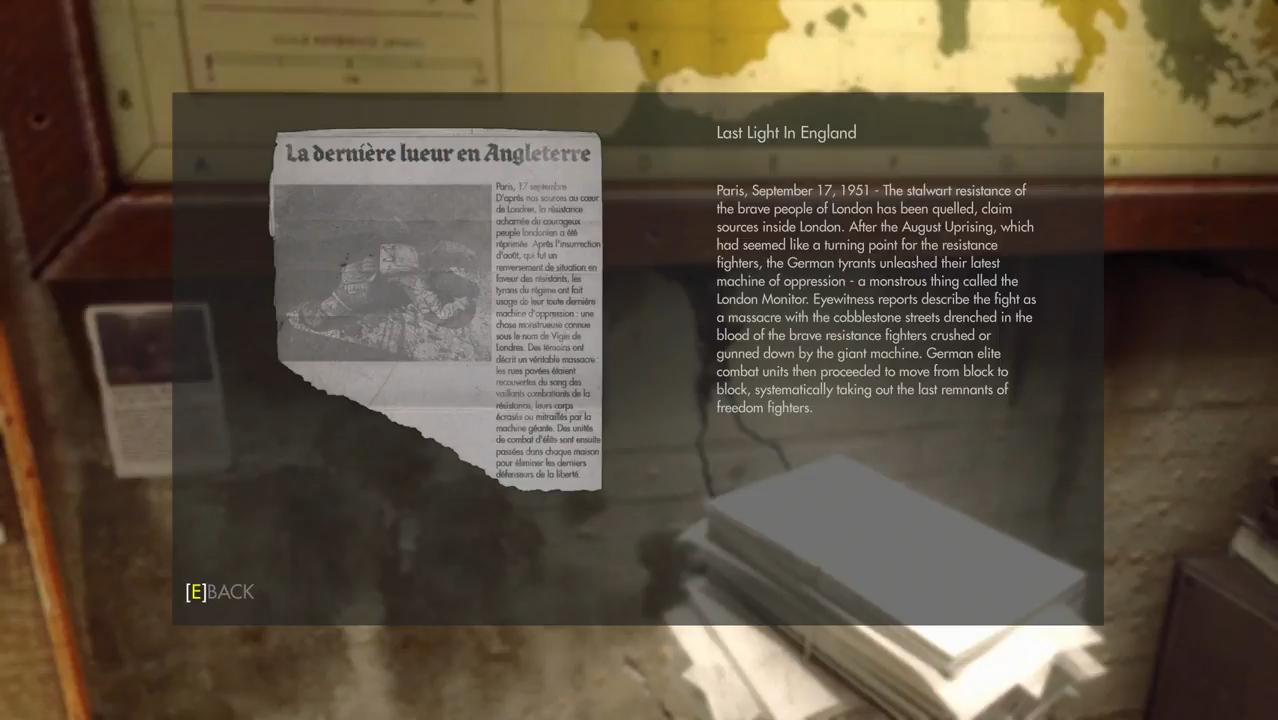 La dernière lueur en Angleterre
Paris, 17 septembre
D'après nos sources au cœur
de Londres, la résistance
acharnée du courageux
peuple londonien a été
réprimée. Après l'insurrection
d'août, qui fut un
renversement de situation en
faveur des résistants, les
tyrans du régime ont fait
usage de leur toute dernière
machine d'oppression : une
chose monstrueuse connue
sous le nom de Vigie de
Londres. Des témoins ont
décrit un véritable massacre :
les rues pavées étaient
recouvertes du sang des
vaillants combatants de la
résistance, leurs corps
écrasés ou mitraillés par la
machine géante. Des unités
de combat d'élite sont ensuite
passées dans chaque maison
pour éliminer les derniers
défenseurs de la liberté.
Last Light In England
Paris, September 17, 1951 - The stalwart resistance of
the brave people of London has been quelled, claim
sources inside London. After the August Uprising, which
had seemed like a turning point for the resistance
fighters, the German tyrants unleashed their latest
machine of oppression - a monstrous thing called the
London Monitor. Eyewitness reports describe the fight as
a massacre with the cobblestone streets drenched in the
blood of the brave resistance fighters crushed or
gunned down by the giant machine. German elite
combat units then proceeded to move from block to
block, systematically taking out the last remnants of
freedom fighters.
[E]BACK